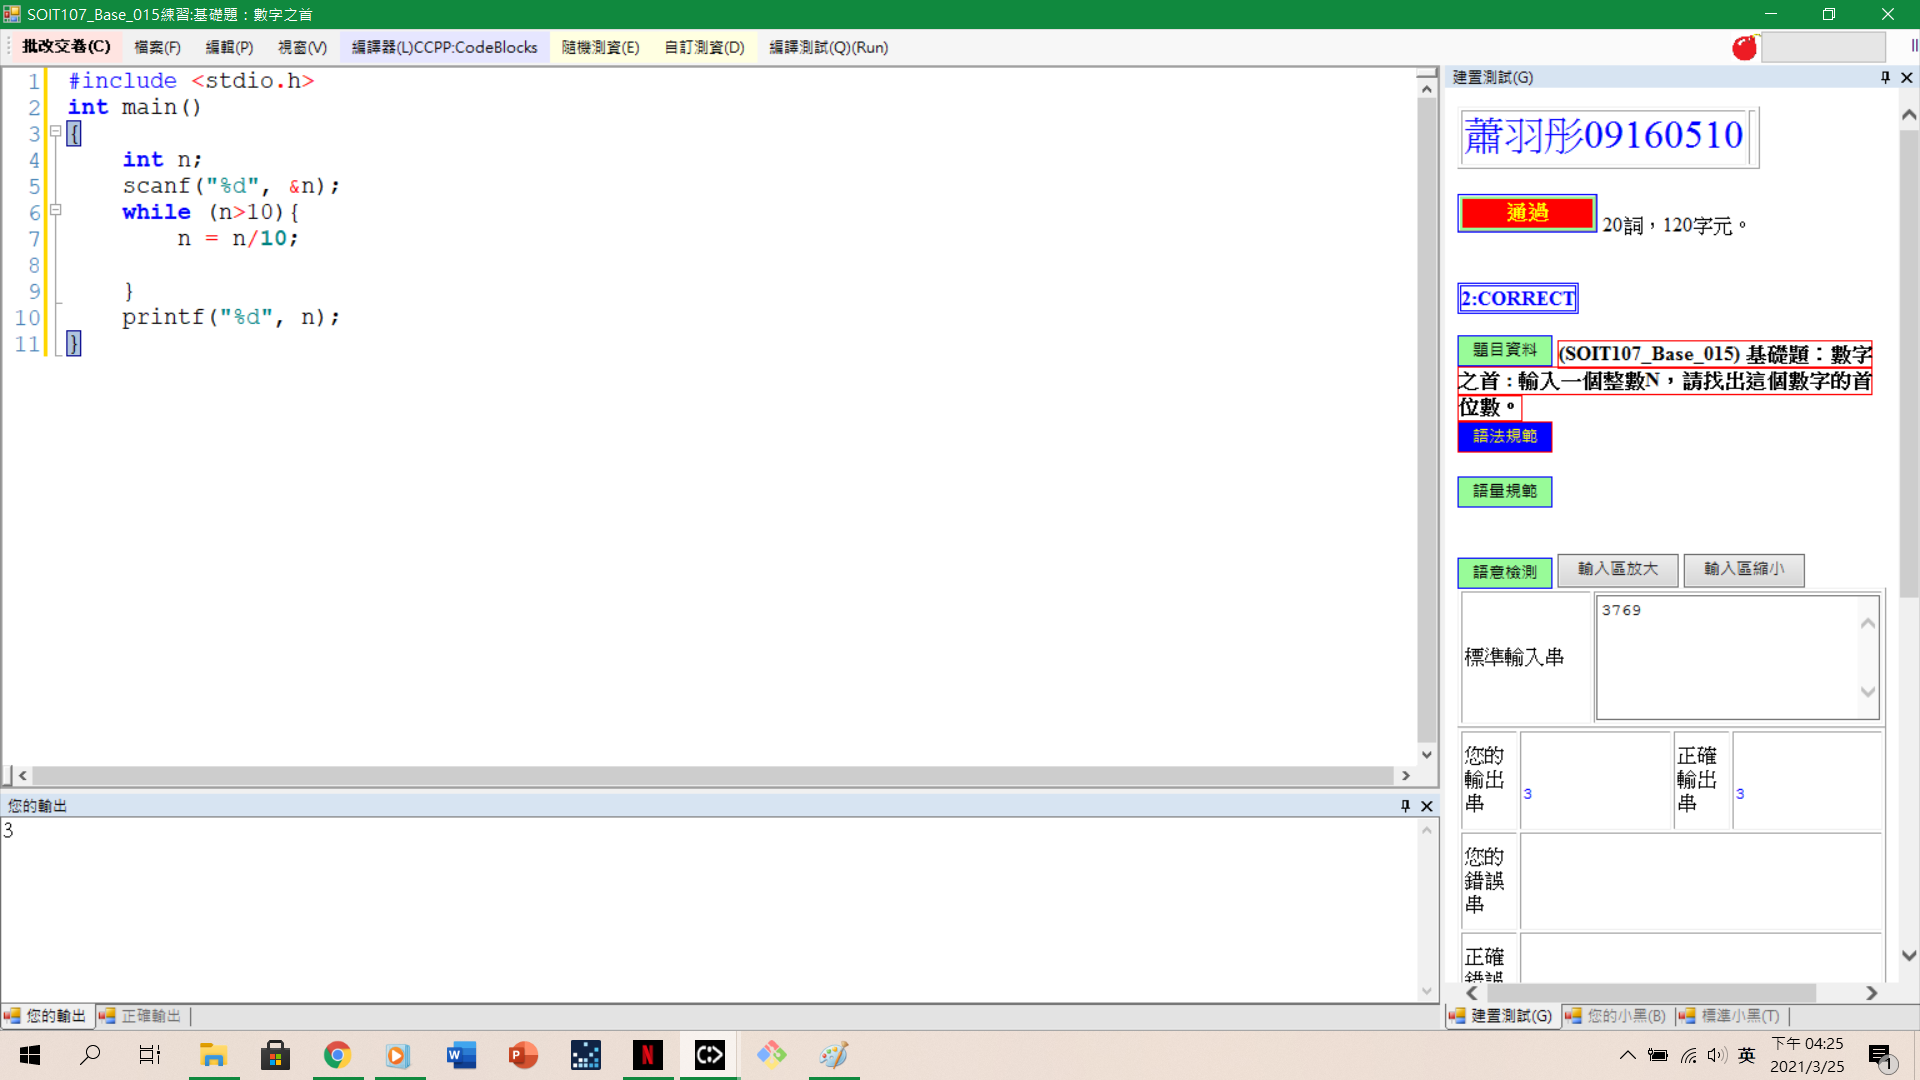 SOIT107_Base_015練習:基礎題：數字之首
批改交卷(C) 檔案(F) 編輯(P) 視窗(V) 編譯器(L)CCPP:CodeBlocks 隨機測資(E) 自訂測資(D) 編譯測試(Q)(Run)
1 #include <stdio.h>
2 int main()
3 {
4 int n;
5 scanf("%d", &n);
6 while (n>10){
7 n = n/10;
8
9 }
10 printf("%d", n);
11 }
您的輸出
3
您的輸出 正確輸出
建置測試(G)
蕭羽彤09160510
通過 20詞，120字元。
2:CORRECT
題目資料 (SOIT107_Base_015) 基礎題：數字
之首：輸入一個整數N，請找出這個數字的首
位數。
語法規範
語量規範
語意檢測 輸入區放大 輸入區縮小
標準輸入串 3769
您的輸出串 3 正確輸出串 3
您的錯誤串
正確錯誤
建置測試(G) 您的小黑(B) 標準小黑(T)
英 下午 04:25
2021/3/25
1